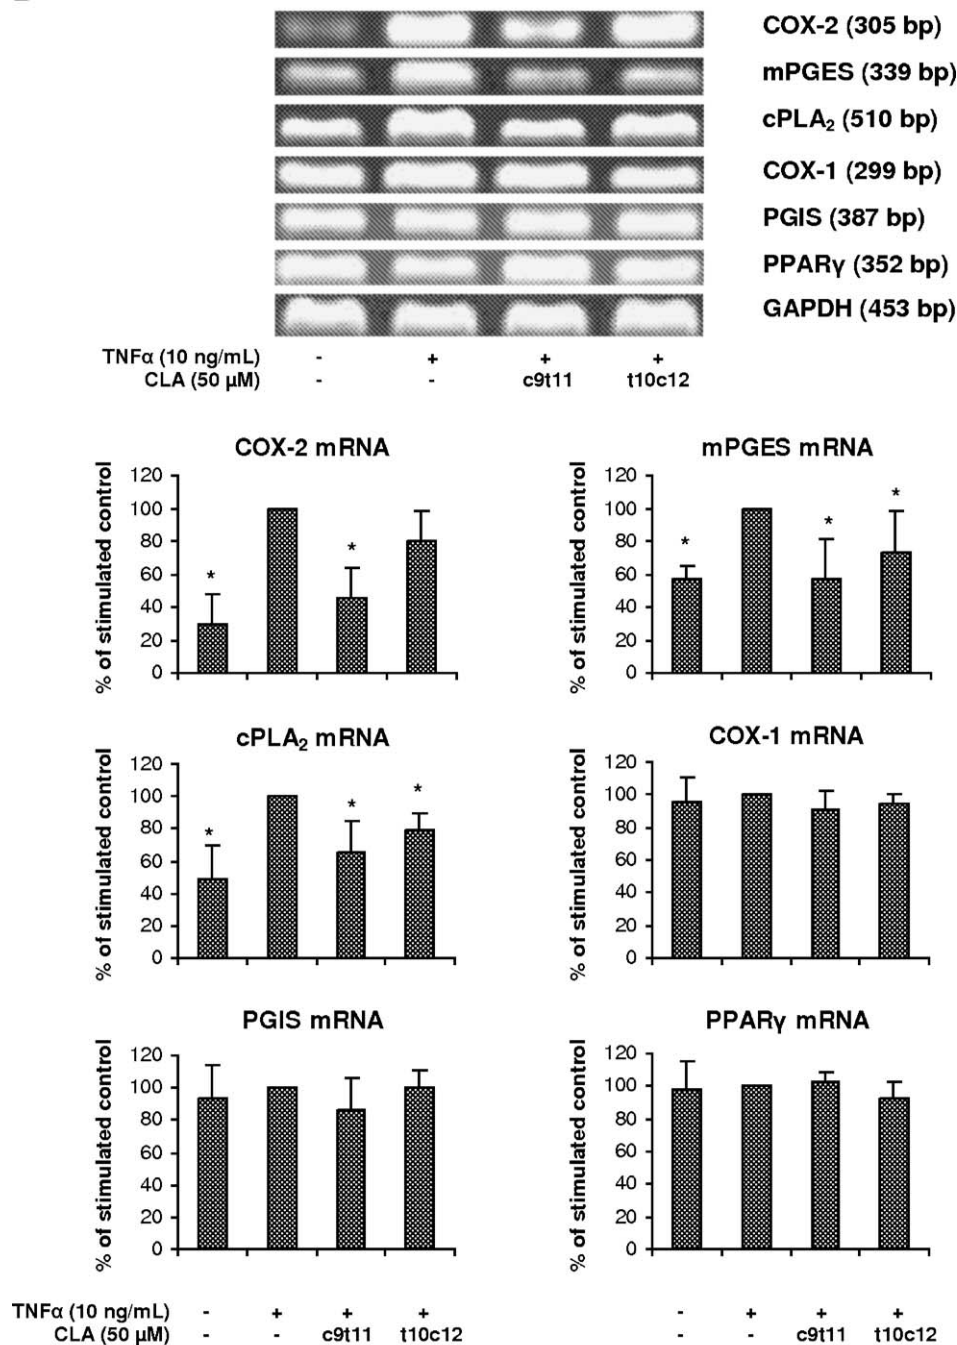 COX-2 (305 bp)
mPGES (339 bp)
cPLA₂ (510 bp)
COX-1 (299 bp)
PGIS (387 bp)
PPARγ (352 bp)
GAPDH (453 bp)
TNFα (10 ng/mL) - + + +
CLA (50 µM) - - c9t11 t10c12
COX-2 mRNA
% of stimulated control
120
100
80
60
40
20
0
* *
mPGES mRNA
% of stimulated control
120
100
80
60
40
20
0
* * *
cPLA₂ mRNA
% of stimulated control
120
100
80
60
40
20
0
* * *
COX-1 mRNA
% of stimulated control
120
100
80
60
40
20
0
PGIS mRNA
% of stimulated control
120
100
80
60
40
20
0
PPARγ mRNA
% of stimulated control
120
100
80
60
40
20
0
TNFα (10 ng/mL) - + + + - + + +
CLA (50 µM) - - c9t11 t10c12 - - c9t11 t10c12